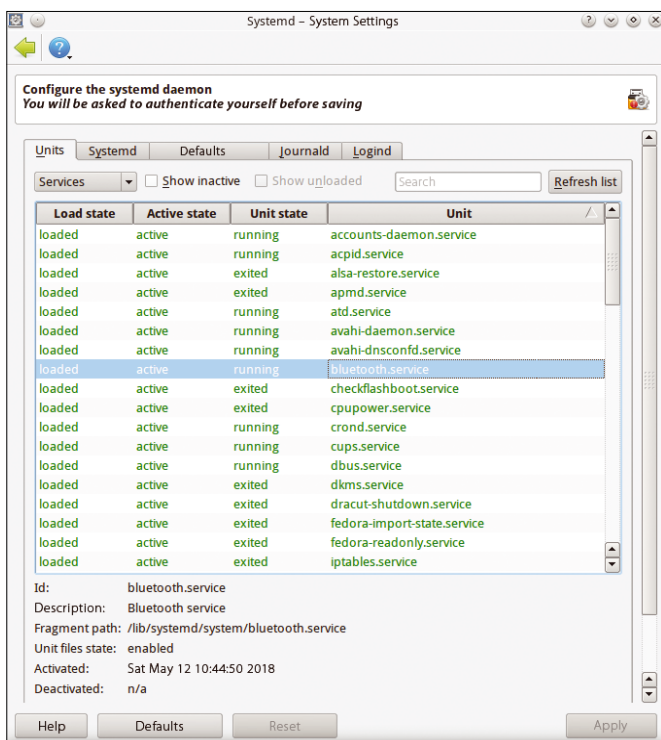 Systemd – System Settings
Configure the systemd daemon
You will be asked to authenticate yourself before saving
Units Systemd Defaults Journald Logind
Services Show inactive Show unloaded Search Refresh list
Load state Active state Unit state Unit
loaded active running accounts-daemon.service
loaded active running acpid.service
loaded active exited alsa-restore.service
loaded active exited apmd.service
loaded active running atd.service
loaded active running avahi-daemon.service
loaded active running avahi-dnsconfd.service
loaded active running bluetooth.service
loaded active exited checkflashboot.service
loaded active exited cpupower.service
loaded active running crond.service
loaded active running cups.service
loaded active running dbus.service
loaded active exited dkms.service
loaded active exited dracut-shutdown.service
loaded active exited fedora-import-state.service
loaded active exited fedora-readonly.service
loaded active exited iptables.service
Id: bluetooth.service
Description: Bluetooth service
Fragment path: /lib/systemd/system/bluetooth.service
Unit files state: enabled
Activated: Sat May 12 10:44:50 2018
Deactivated: n/a
Help Defaults Reset Apply